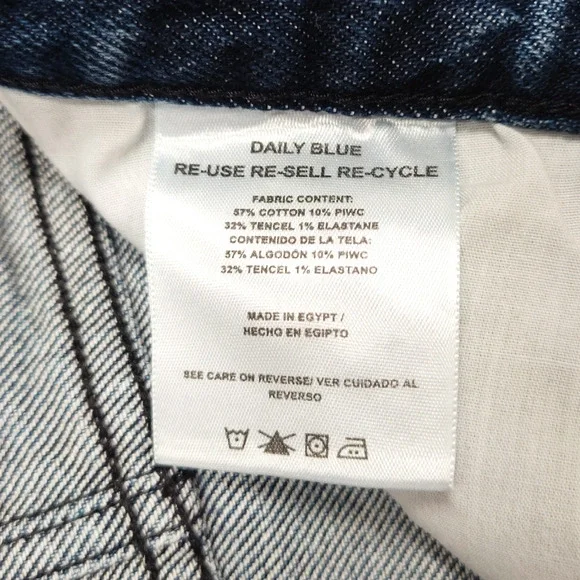 DAILY BLUE
RE-USE RE-SELL RE-CYCLE
FABRIC CONTENT:
57% COTTON 10% PIWC
32% TENCEL 1% ELASTANE
CONTENIDO DE LA TELA:
57% ALGODÓN 10% PIWC
32% TENCEL 1% ELASTANO
MADE IN EGYPT /
HECHO EN EGIPTO
SEE CARE ON REVERSE/ VER CUIDADO AL
REVERSO